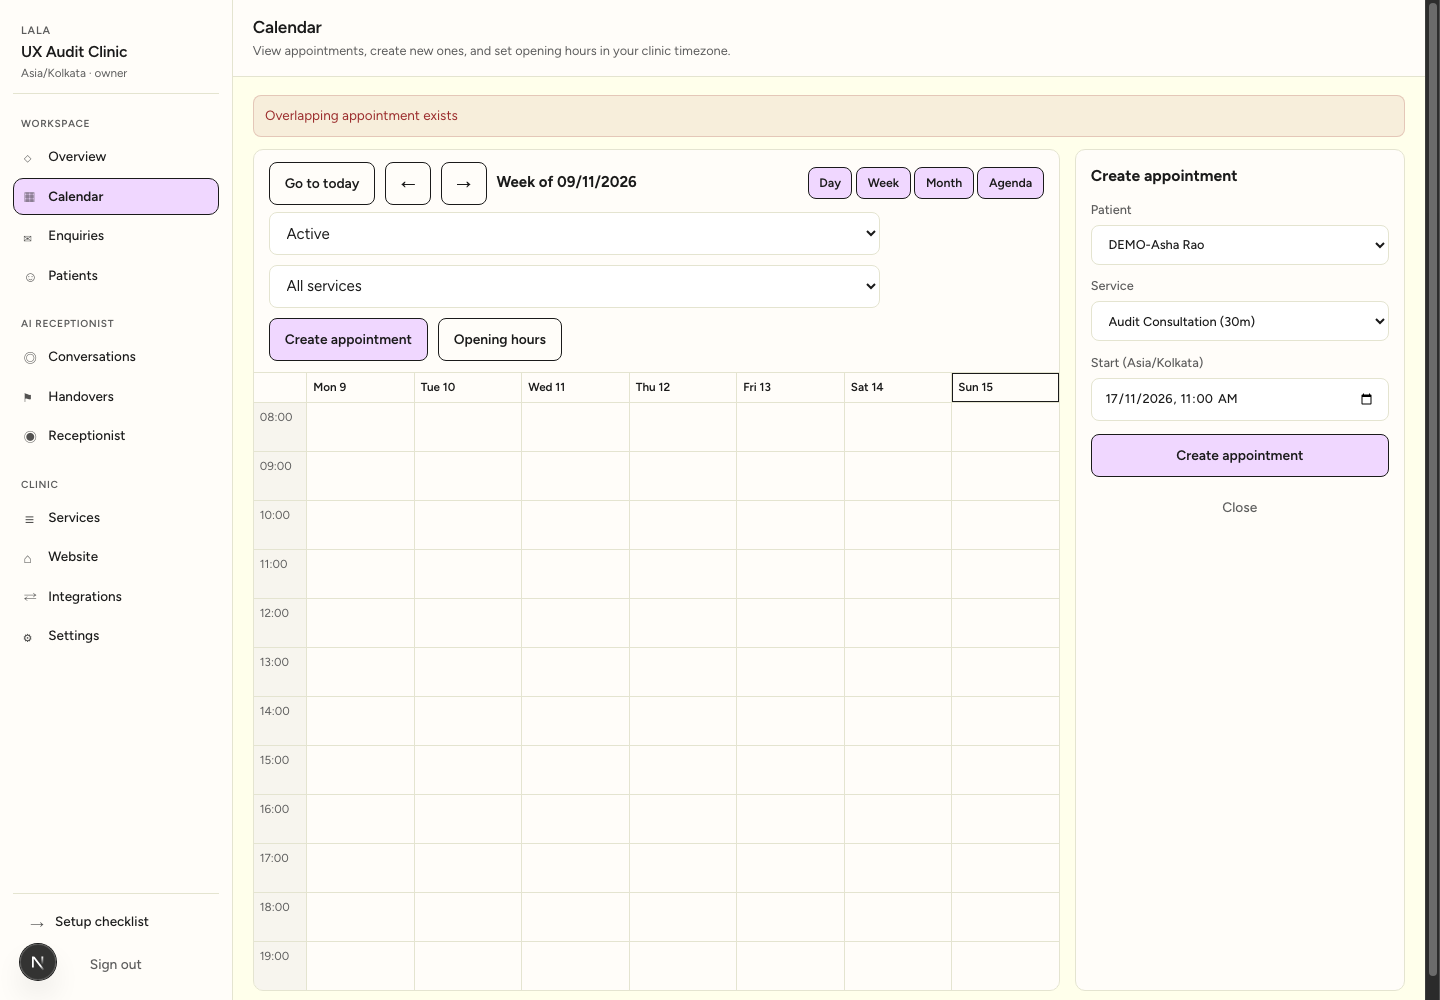 LALA
UX Audit Clinic
Asia/Kolkata · owner
WORKSPACE
Overview
Calendar
Enquiries
Patients
AI RECEPTIONIST
Conversations
Handovers
Receptionist
CLINIC
Services
Website
Integrations
Settings
→ Setup checklist
N
Sign out
Calendar
View appointments, create new ones, and set opening hours in your clinic timezone.
Overlapping appointment exists
Go to today ← → Week of 09/11/2026 Day Week Month Agenda
Active
All services
Create appointment Opening hours
Mon 9 Tue 10 Wed 11 Thu 12 Fri 13 Sat 14 Sun 15
08:00
09:00
10:00
11:00
12:00
13:00
14:00
15:00
16:00
17:00
18:00
19:00
Create appointment
Patient
DEMO-Asha Rao
Service
Audit Consultation (30m)
Start (Asia/Kolkata)
17/11/2026, 11:00 AM
Create appointment
Close